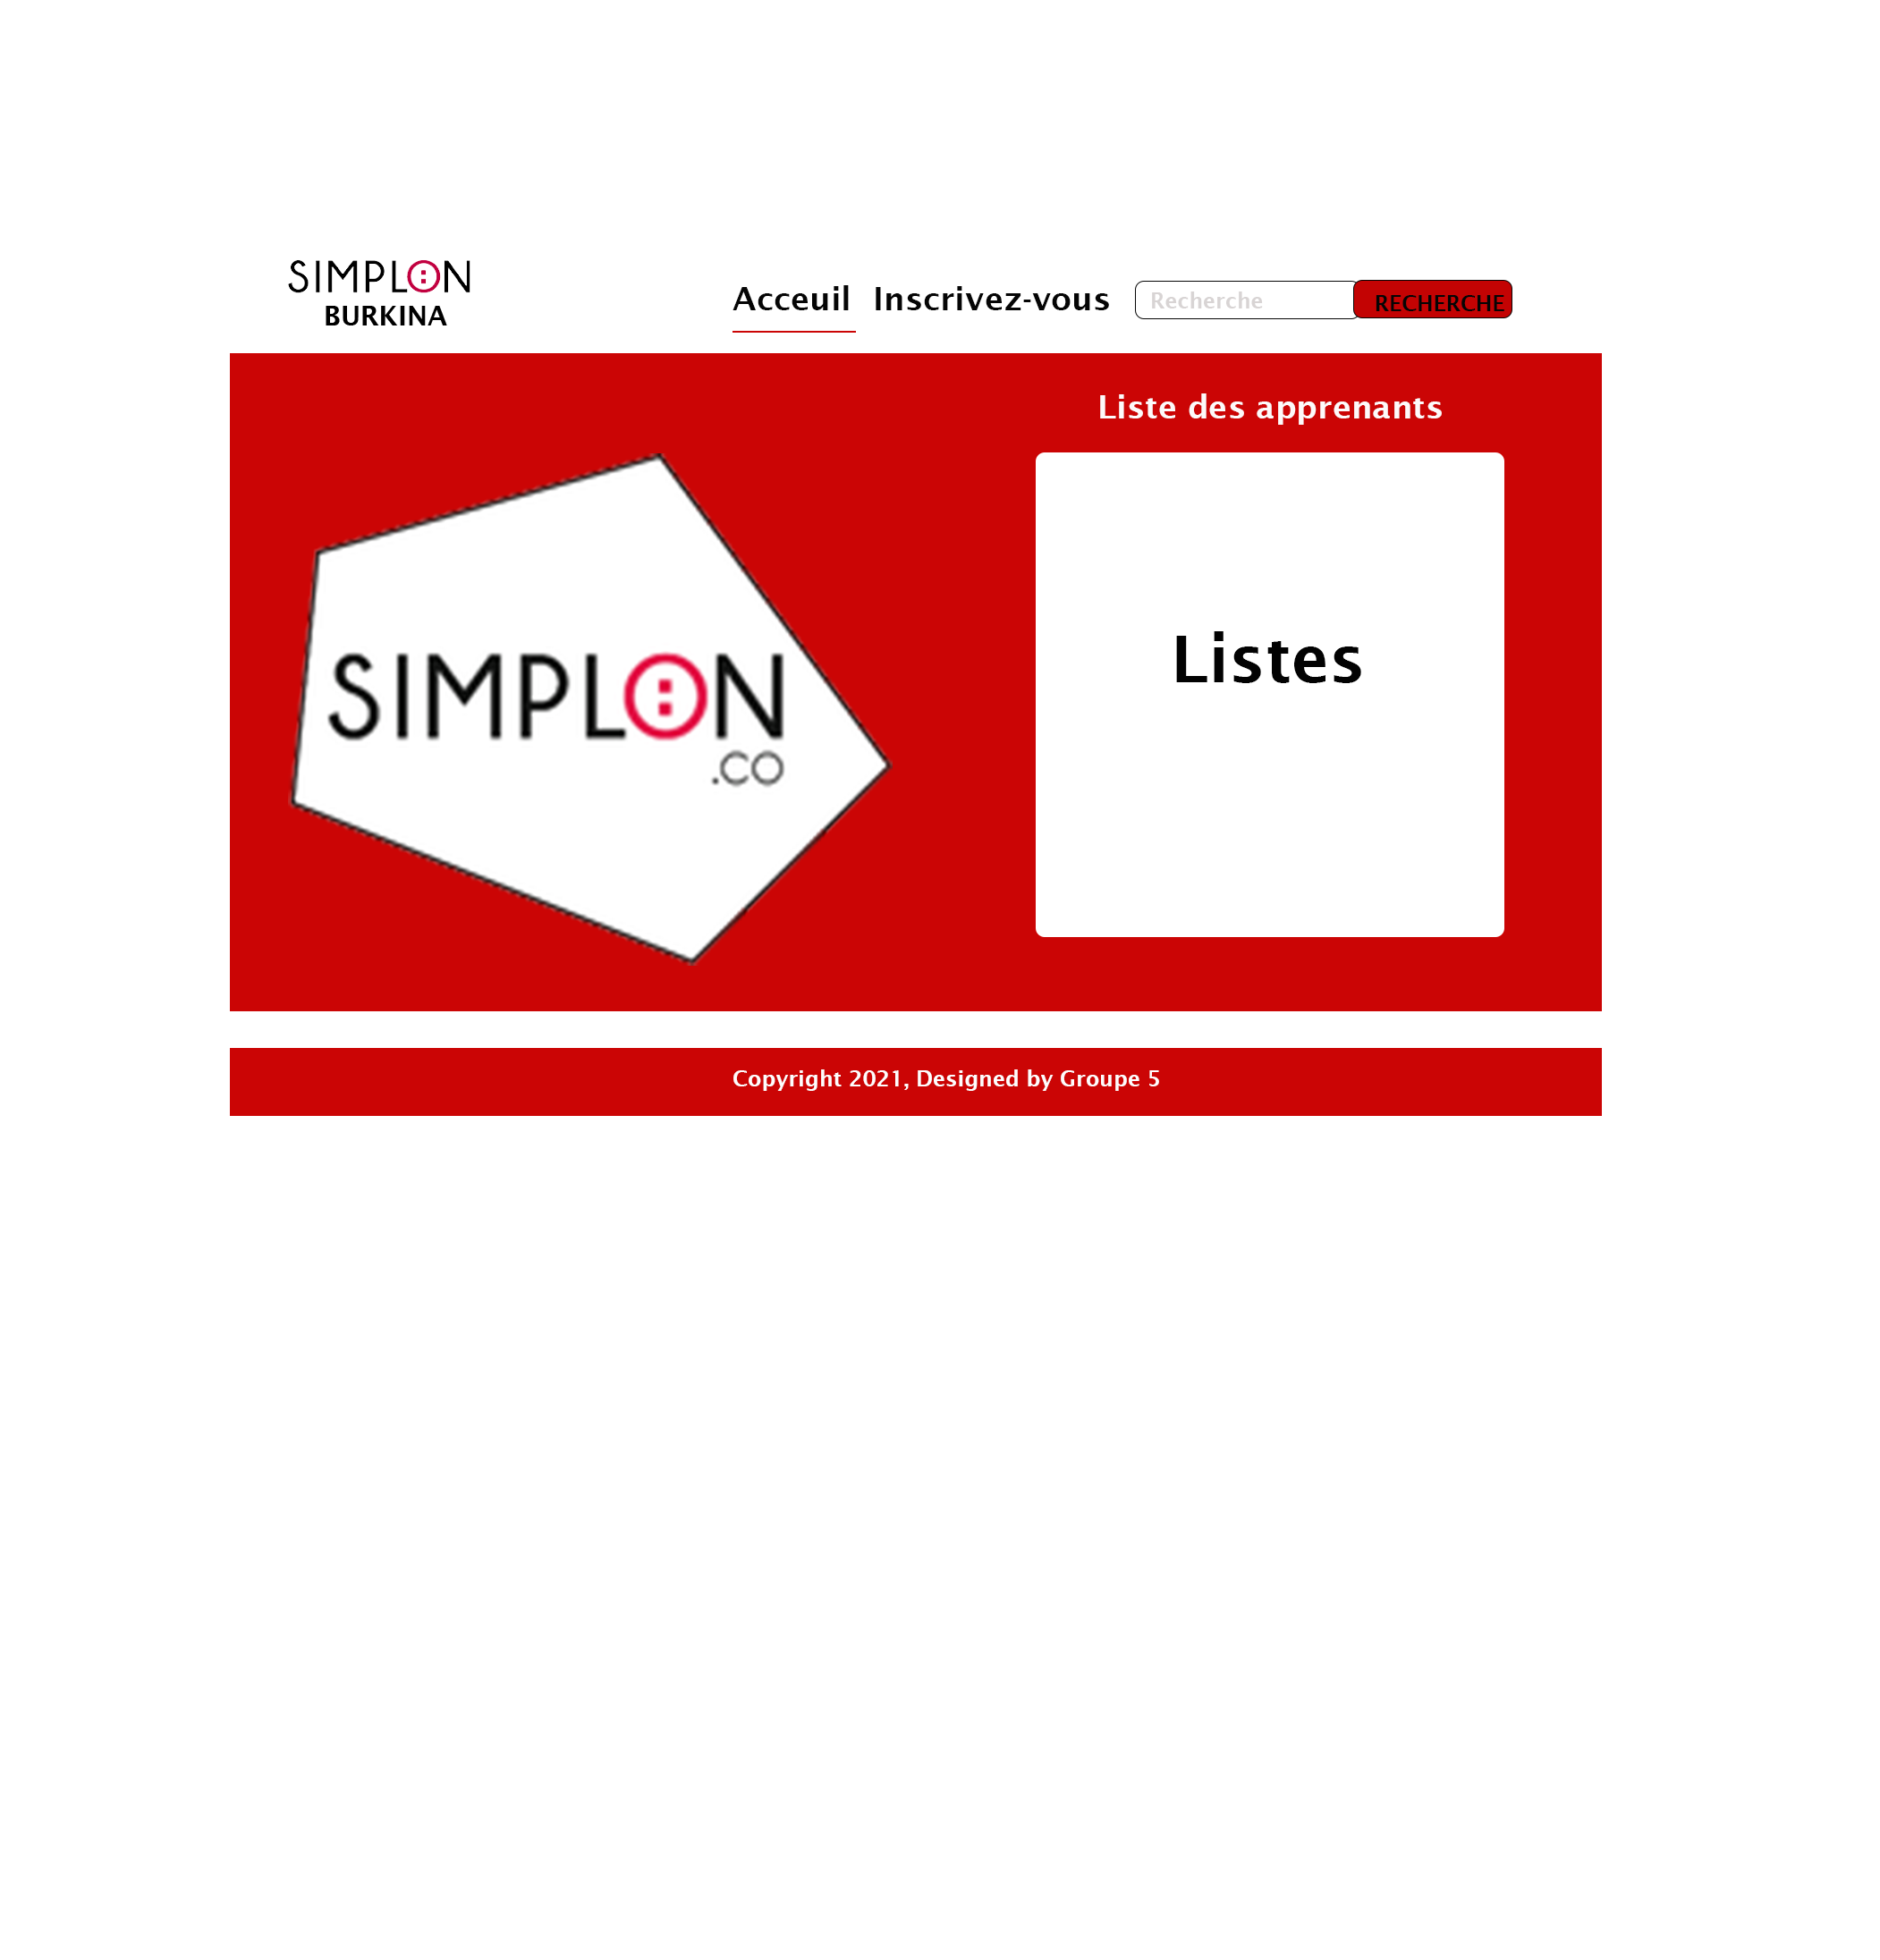 SIMPLON
BURKINA
Acceuil Inscrivez-vous Recherche RECHERCHE
Liste des apprenants
SIMPLON
.CO
Listes
Copyright 2021, Designed by Groupe 5